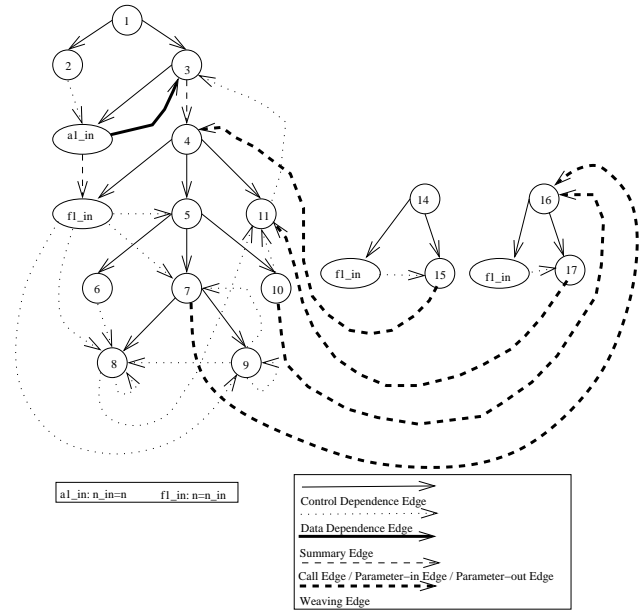 1
2
3
a1_in
4
f1_in
5
11
14
16
f1_in
15
f1_in
17
6
7
10
8
9
a1_in: n_in=n f1_in: n=n_in
Control Dependence Edge
Data Dependence Edge
Summary Edge
Call Edge / Parameter−in Edge / Parameter−out Edge
Weaving Edge